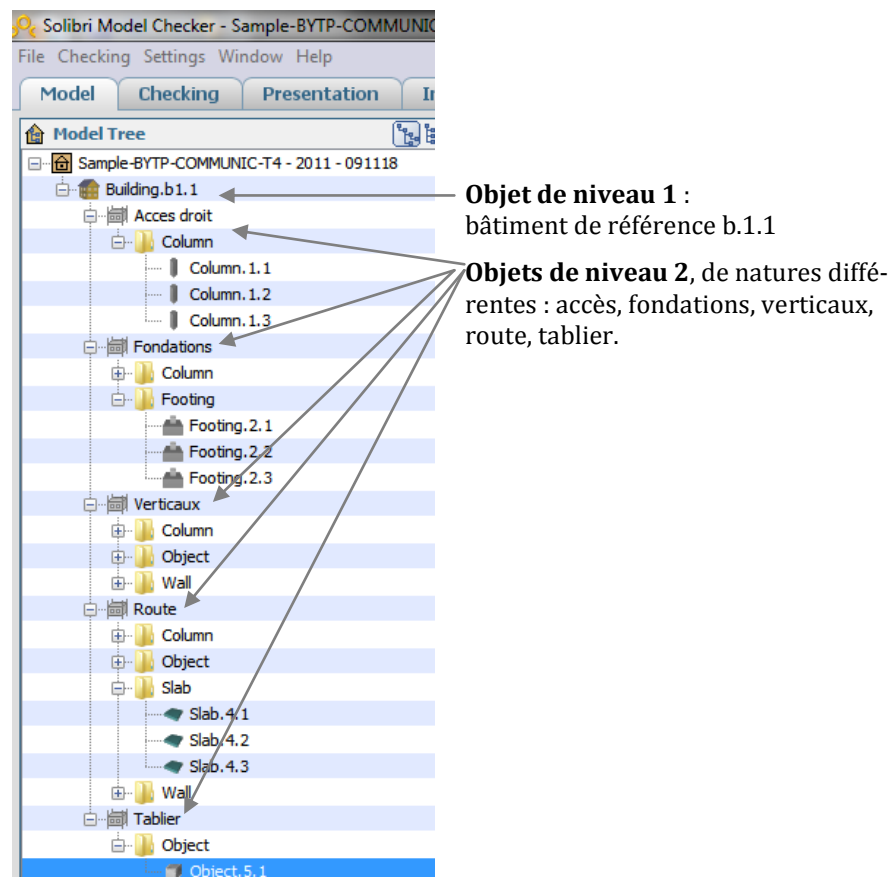 Solibri Model Checker - Sample-BYTP-COMMUNIC
File Checking Settings Window Help
Model Checking Presentation
Model Tree
Sample-BYTP-COMMUNIC-T4 - 2011 - 091118
Building.b1.1
Acces droit
Column
Column.1.1
Column.1.2
Column.1.3
Fondations
Column
Footing
Footing.2.1
Footing.2.2
Footing.2.3
Verticaux
Column
Object
Wall
Route
Column
Object
Slab
Slab.4.1
Slab.4.2
Slab.4.3
Wall
Tablier
Object
Object.5.1
Objet de niveau 1 :
bâtiment de référence b.1.1
Objets de niveau 2, de natures diffé-
rentes : accès, fondations, verticaux,
route, tablier.